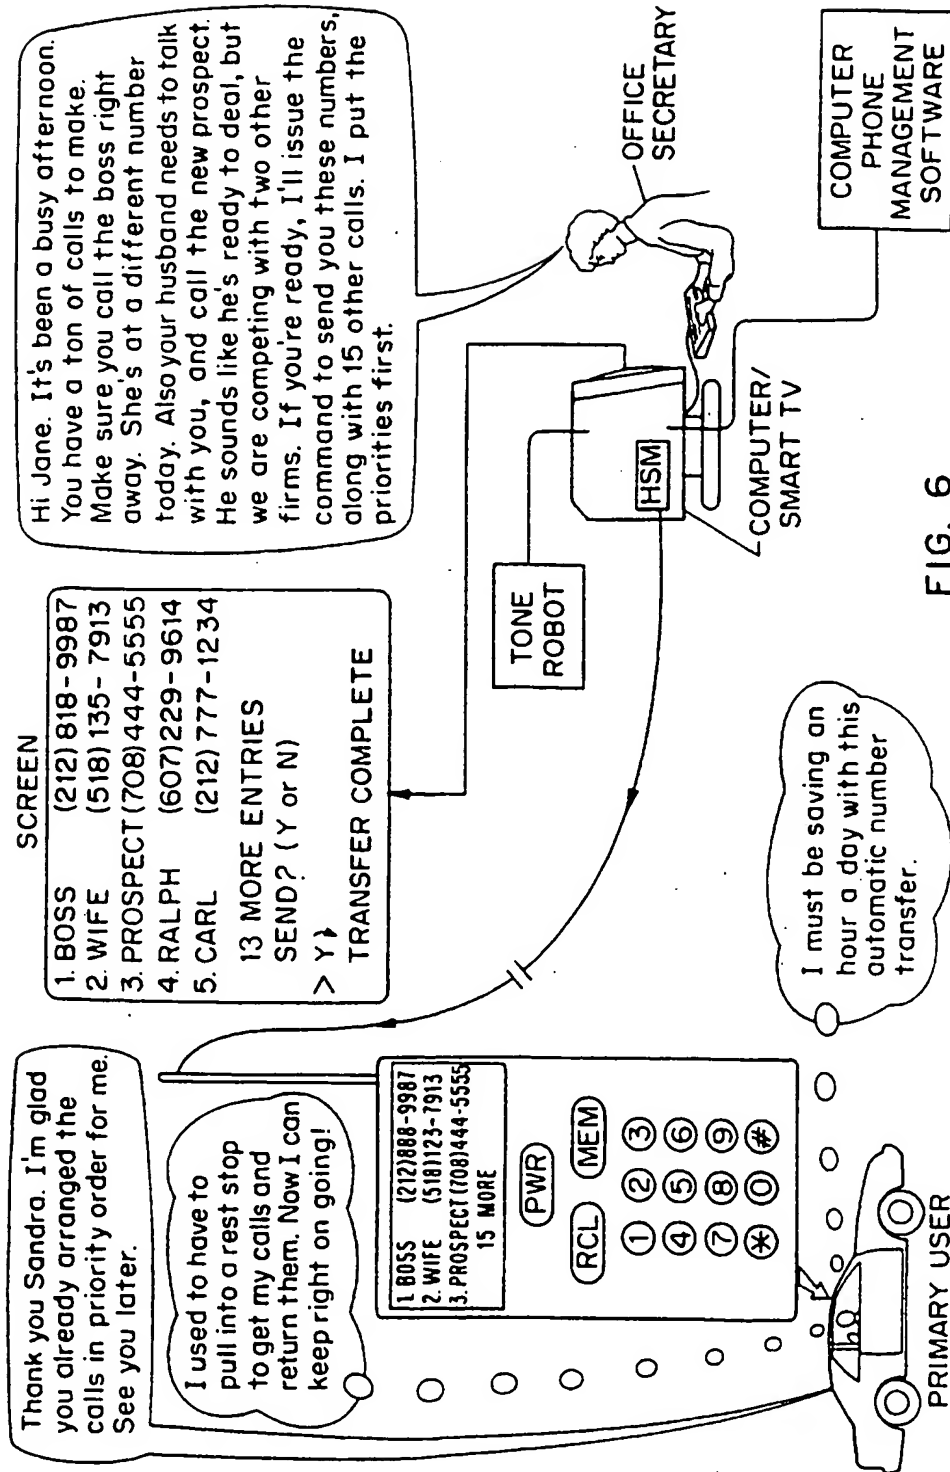 Thank you Sandra. I'm glad
you already arranged the
calls in priority order for me.
See you later.
I used to have to
pull into a rest stop
to get my calls and
return them. Now I can
keep right on going!
1 BOSS (212)888-9987
2. WIFE (518)123-7913
3. PROSPECT (708)444-5555
15 MORE
PWR
RCL MEM
1 2 3
4 5 6
7 8 9
* 0 #
PRIMARY USER
I must be saving an
hour a day with this
automatic number
transfer.
SCREEN
1. BOSS (212) 818-9987
2. WIFE (518) 135-7913
3. PROSPECT (708)444-5555
4. RALPH (607)229-9614
5. CARL (212)777-1234
13 MORE ENTRIES
SEND? (Y or N)
> Y
TRANSFER COMPLETE
Hi Jane. It's been a busy afternoon.
You have a ton of calls to make.
Make sure you call the boss right
away. She's at a different number
today. Also your husband needs to talk
with you, and call the new prospect.
He sounds like he's ready to deal, but
we are competing with two other
firms. If you're ready, I'll issue the
command to send you these numbers,
along with 15 other calls. I put the
priorities first.
TONE
ROBOT
HSM
COMPUTER/
SMART TV
OFFICE
SECRETARY
COMPUTER
PHONE
MANAGEMENT
SOFTWARE
FIG. 6